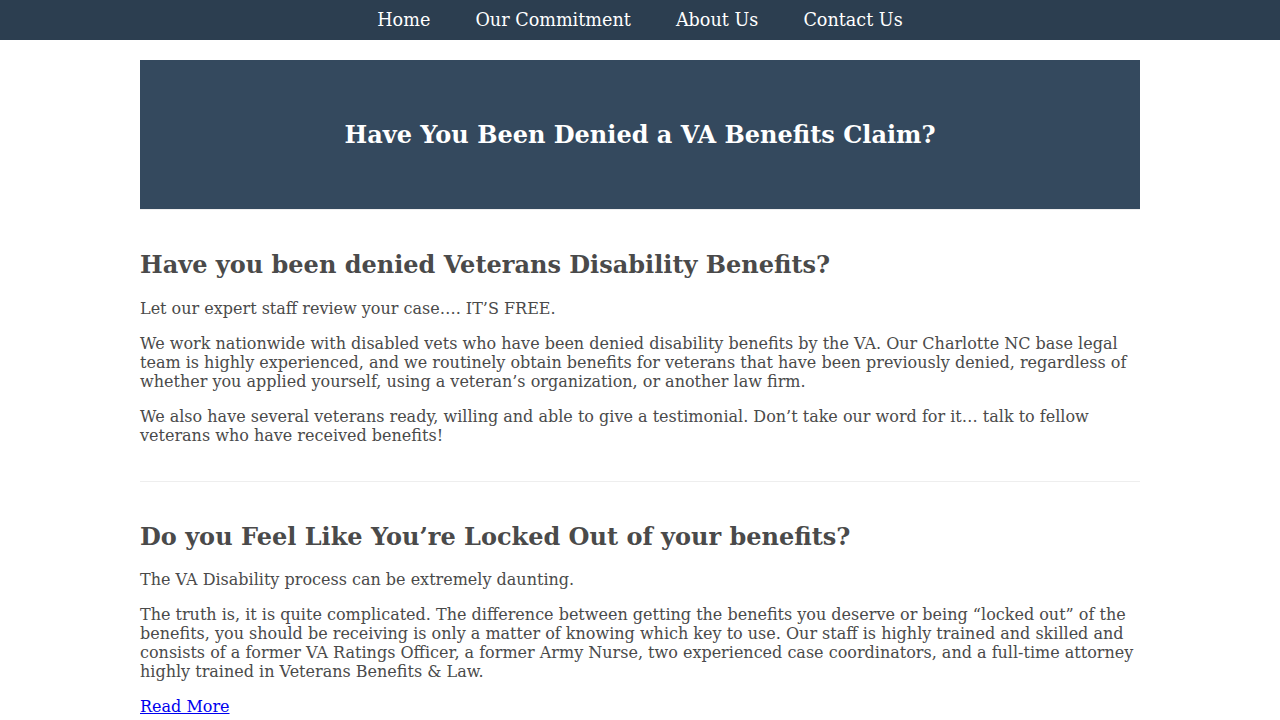 Home Our Commitment About Us Contact Us
Have You Been Denied a VA Benefits Claim?
Have you been denied Veterans Disability Benefits?
Let our expert staff review your case…. IT’S FREE.
We work nationwide with disabled vets who have been denied disability benefits by the VA. Our Charlotte NC base legal
team is highly experienced, and we routinely obtain benefits for veterans that have been previously denied, regardless of
whether you applied yourself, using a veteran’s organization, or another law firm.
We also have several veterans ready, willing and able to give a testimonial. Don’t take our word for it… talk to fellow
veterans who have received benefits!
Do you Feel Like You’re Locked Out of your benefits?
The VA Disability process can be extremely daunting.
The truth is, it is quite complicated. The difference between getting the benefits you deserve or being “locked out” of the
benefits, you should be receiving is only a matter of knowing which key to use. Our staff is highly trained and skilled and
consists of a former VA Ratings Officer, a former Army Nurse, two experienced case coordinators, and a full-time attorney
highly trained in Veterans Benefits & Law.
Read More